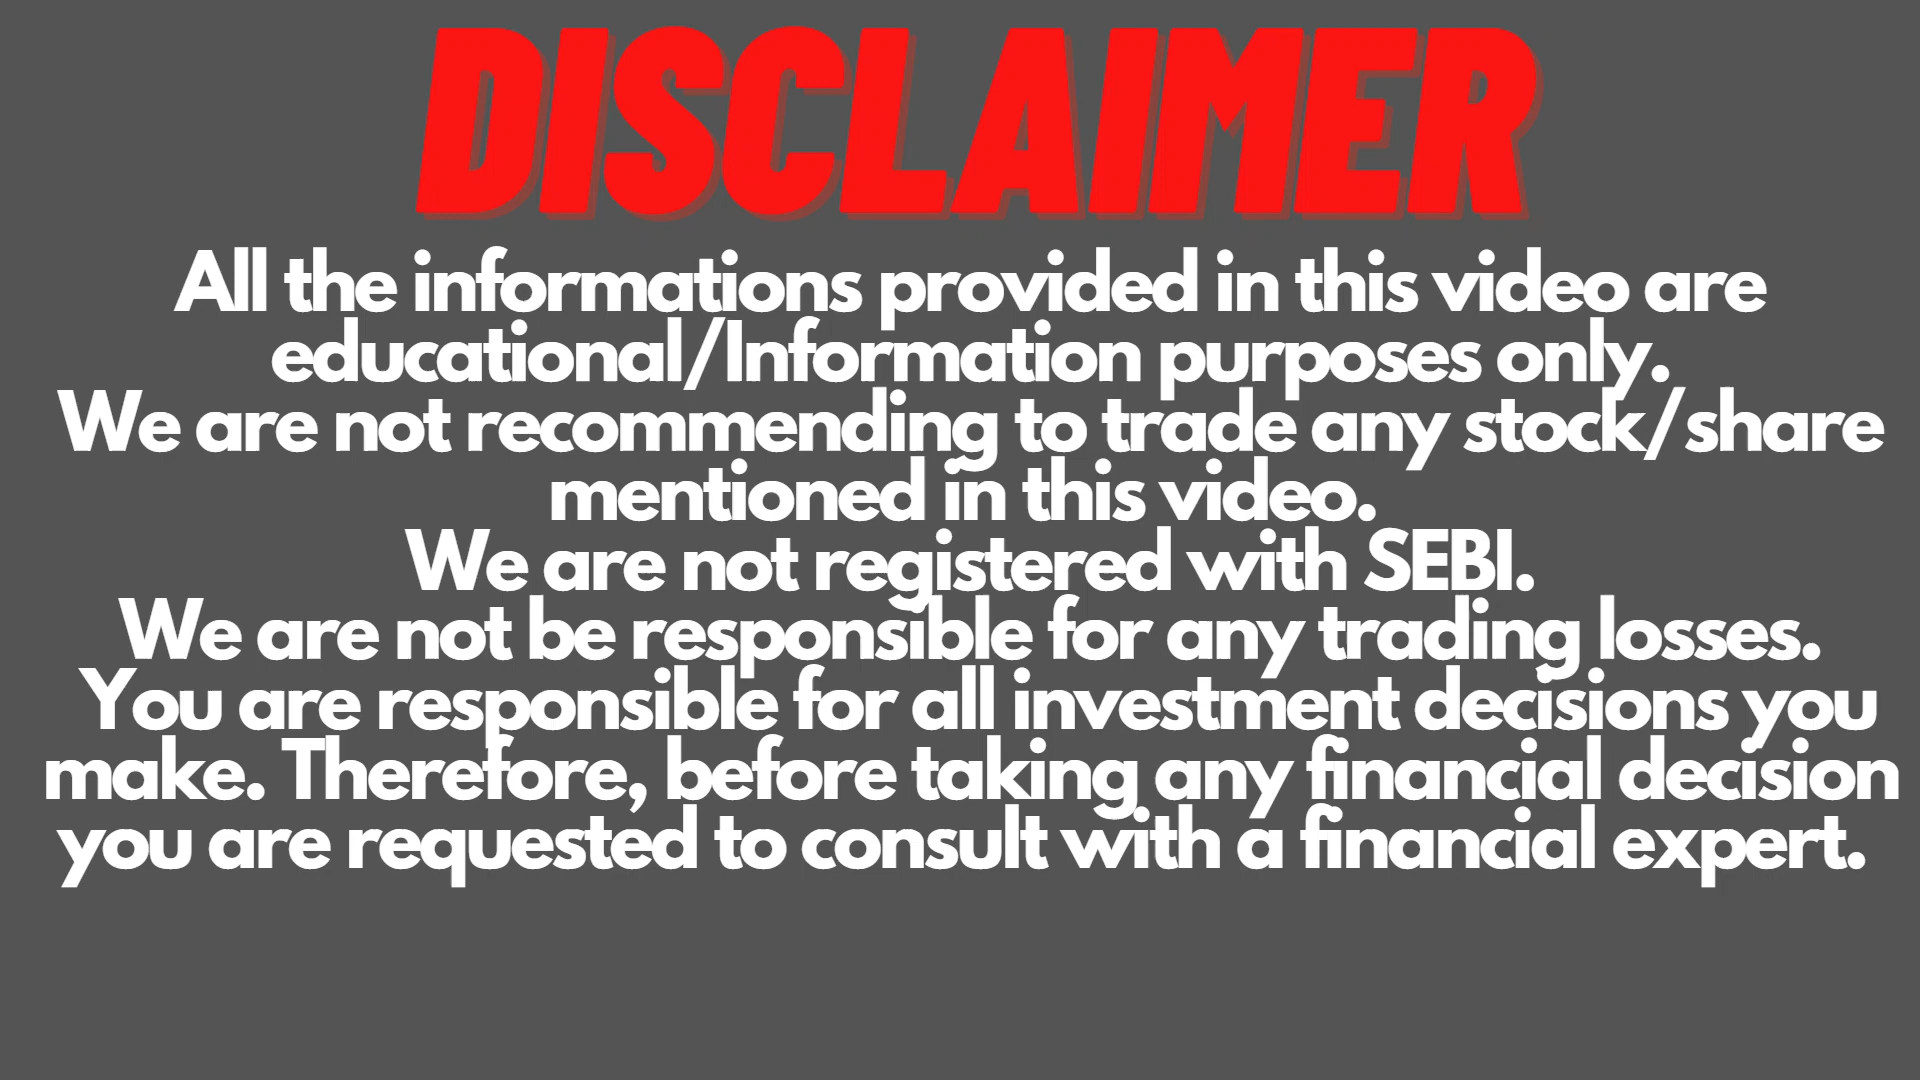 DISCLAIMER
All the informations provided in this video are
educational/Information purposes only.
We are not recommending to trade any stock/share
mentioned in this video.
We are not registered with SEBI.
We are not be responsible for any trading losses.
You are responsible for all investment decisions you
make. Therefore, before taking any financial decision
you are requested to consult with a financial expert.